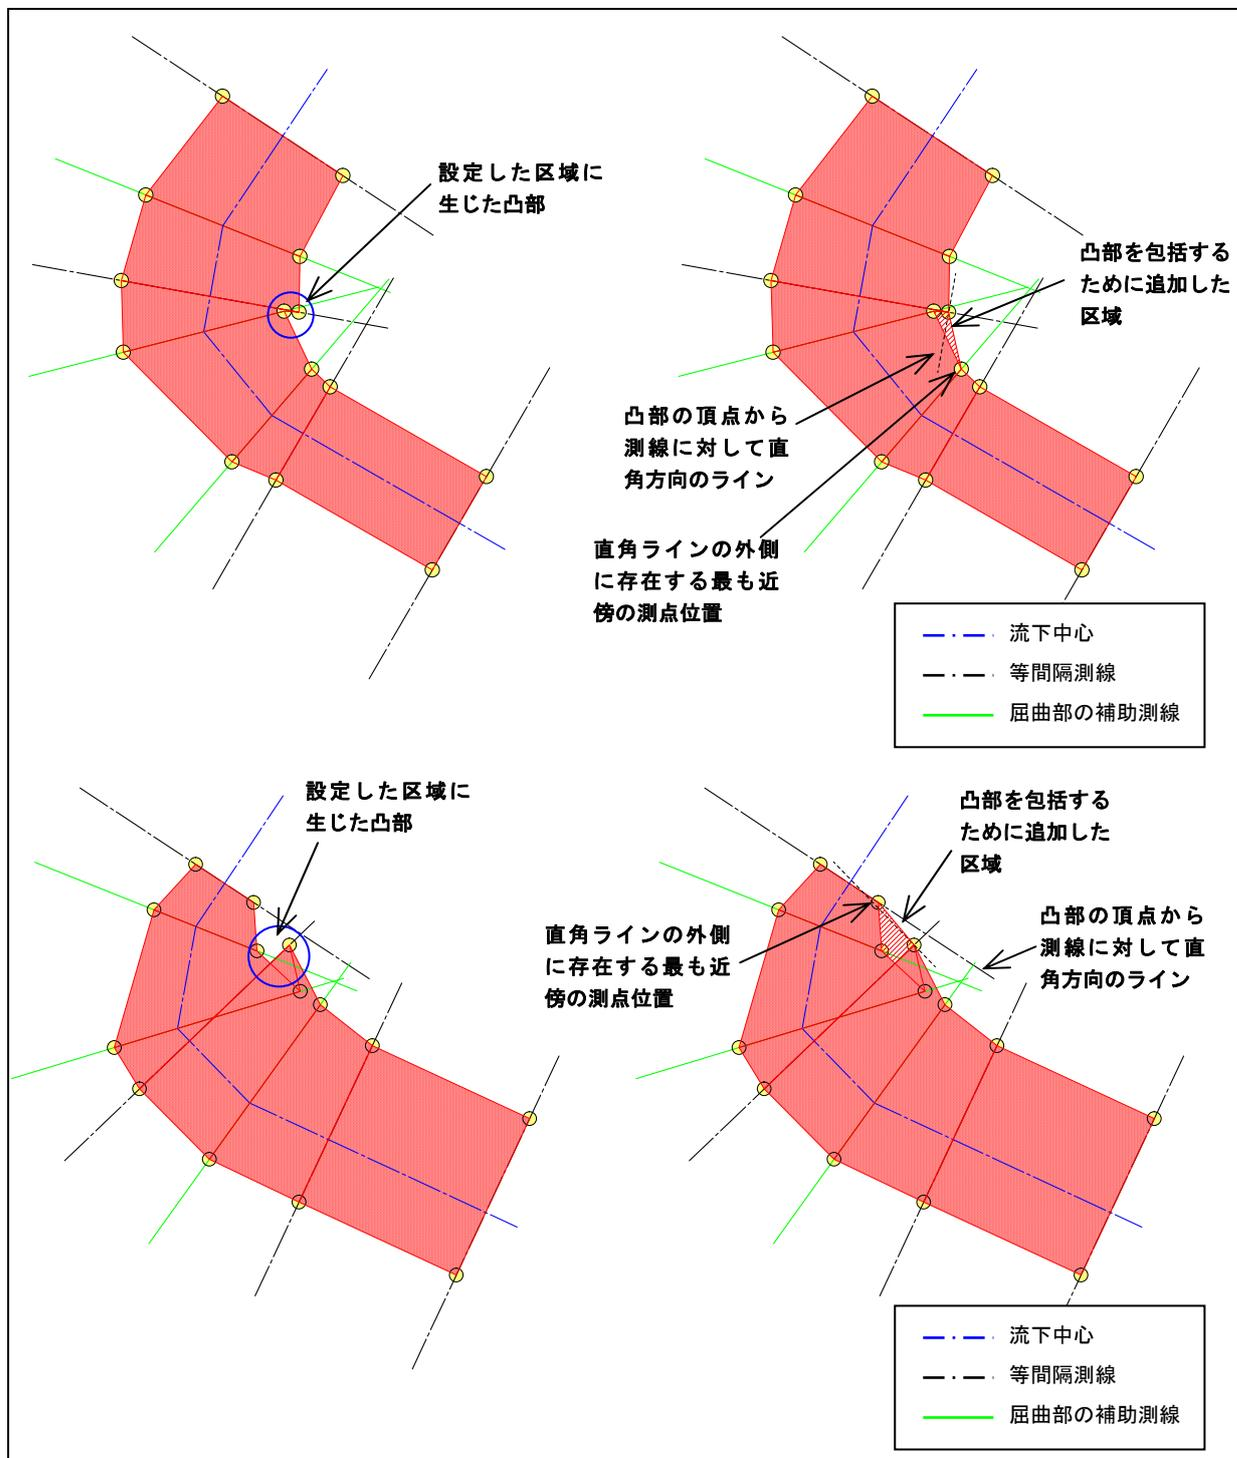 設定した区域に
生じた凸部
凸部を包括する
ために追加した
区域
凸部の頂点から
測線に対して直
角方向のライン
直角ラインの外側
に存在する最も近
傍の測点位置
流下中心
等間隔測線
屈曲部の補助測線
設定した区域に
生じた凸部
凸部を包括する
ために追加した
区域
直角ラインの外側
に存在する最も近
傍の測点位置
凸部の頂点から
測線に対して直
角方向のライン
流下中心
等間隔測線
屈曲部の補助測線